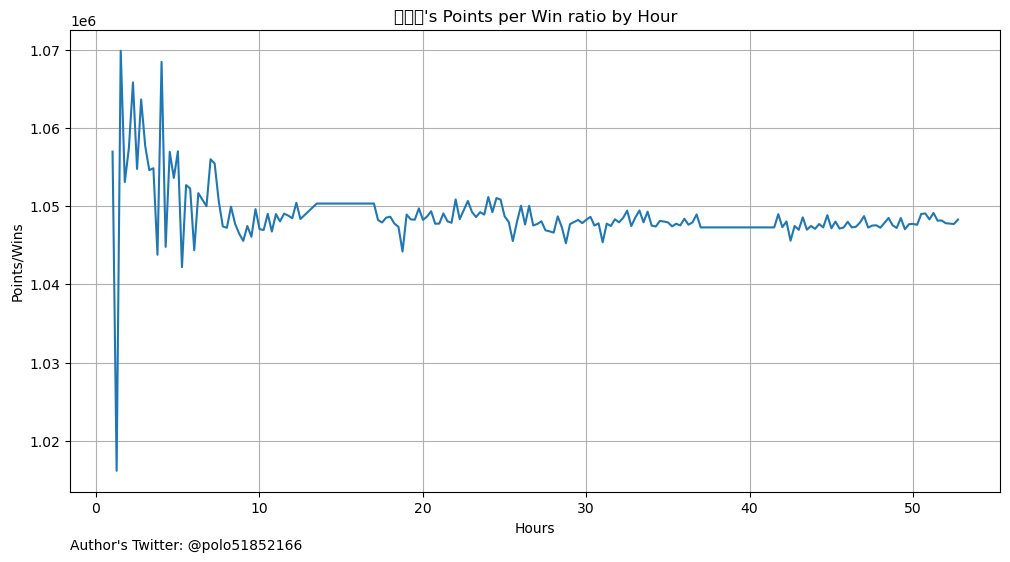 's Points per Win ratio by Hour
1e6
1.07
1.06
1.05
1.04
1.03
1.02
Points/Wins
0 10 20 30 40 50
Hours
Author's Twitter: @polo51852166